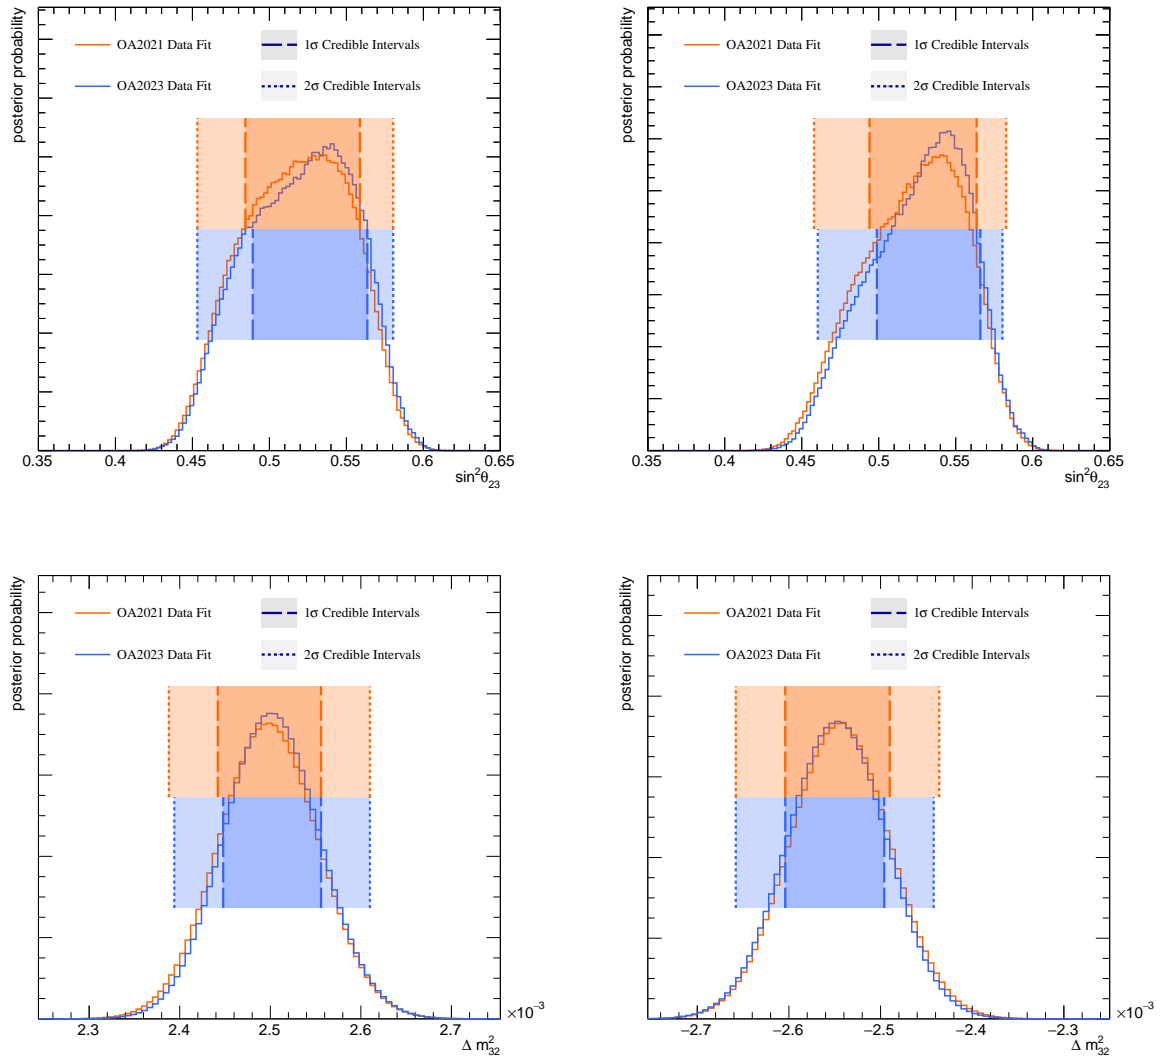 posterior probability
OA2021 Data Fit
1σ Credible Intervals
OA2023 Data Fit
2σ Credible Intervals
0.35 0.4 0.45 0.5 0.55 0.6 0.65
sin²θ₂₃
posterior probability
OA2021 Data Fit
1σ Credible Intervals
OA2023 Data Fit
2σ Credible Intervals
0.35 0.4 0.45 0.5 0.55 0.6 0.65
sin²θ₂₃
posterior probability
OA2021 Data Fit
1σ Credible Intervals
OA2023 Data Fit
2σ Credible Intervals
2.3 2.4 2.5 2.6 2.7
×10⁻³
Δ m²₃₂
posterior probability
OA2021 Data Fit
1σ Credible Intervals
OA2023 Data Fit
2σ Credible Intervals
−2.7 −2.6 −2.5 −2.4 −2.3
×10⁻³
Δ m²₃₂